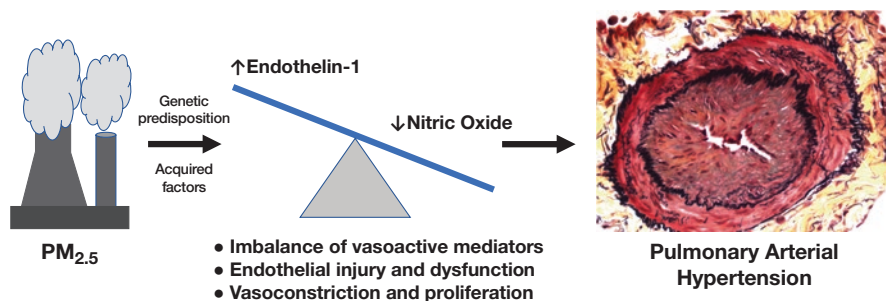 ↑Endothelin-1
Genetic
predisposition
↓Nitric Oxide
Acquired
factors
PM2.5
● Imbalance of vasoactive mediators
● Endothelial injury and dysfunction
● Vasoconstriction and proliferation
Pulmonary Arterial
Hypertension